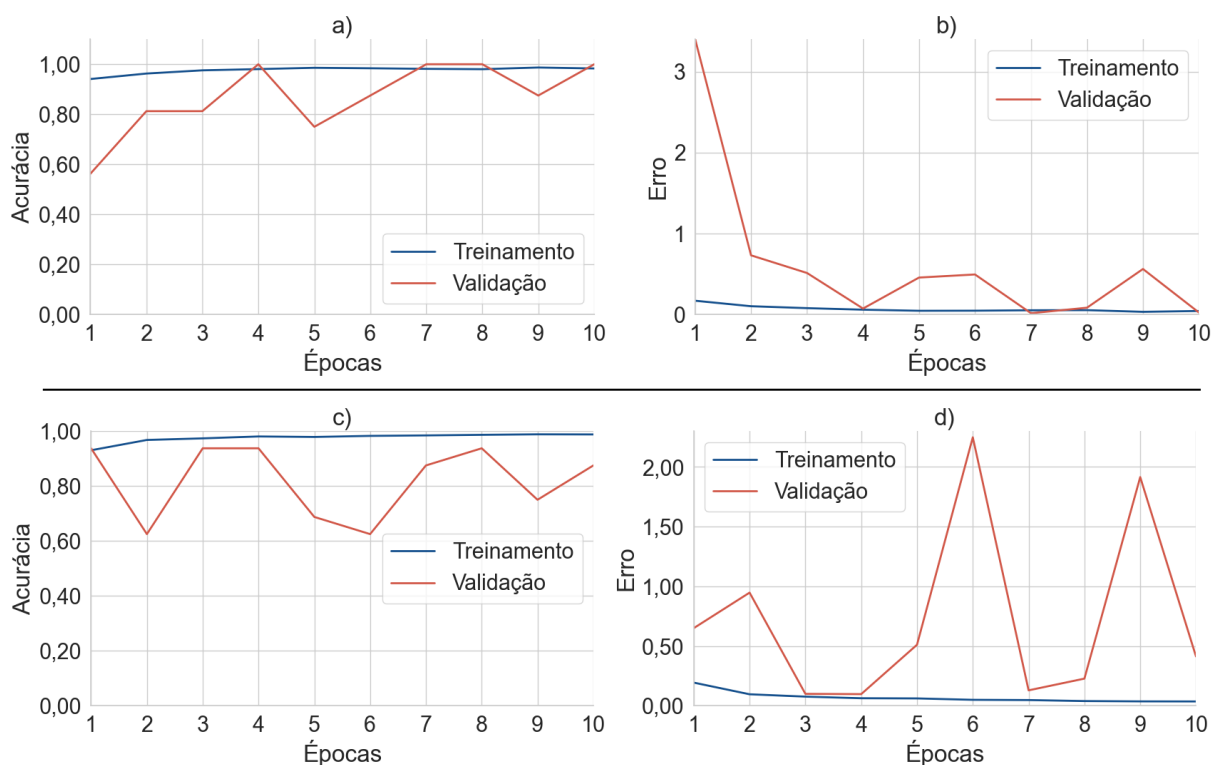 a)
1,00
0,80
0,60
0,40
0,20
0,00
Acurácia
Treinamento
Validação
1 2 3 4 5 6 7 8 9 10
Épocas
b)
3
2
1
0
Erro
Treinamento
Validação
1 2 3 4 5 6 7 8 9 10
Épocas
c)
1,00
0,80
0,60
0,40
0,20
0,00
Acurácia
Treinamento
Validação
1 2 3 4 5 6 7 8 9 10
Épocas
d)
2,00
1,50
1,00
0,50
0,00
Erro
Treinamento
Validação
1 2 3 4 5 6 7 8 9 10
Épocas